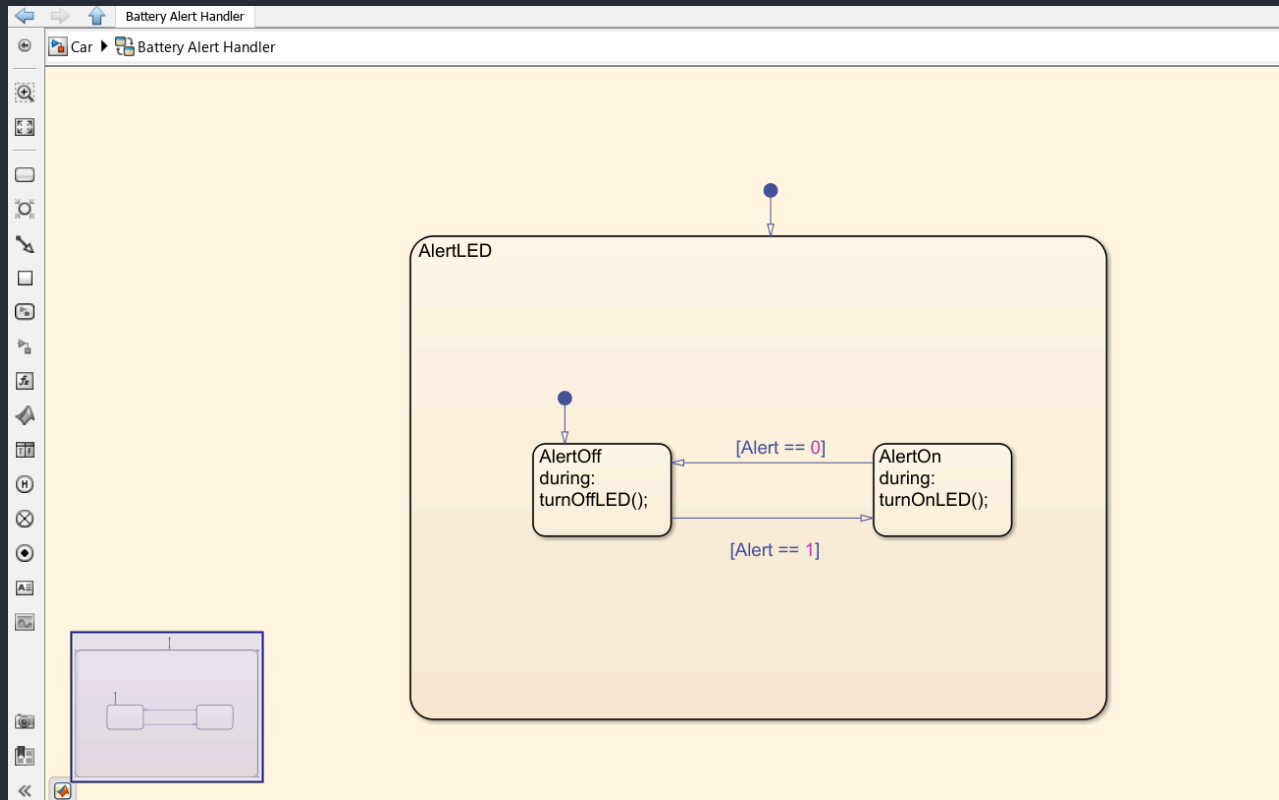 Battery Alert Handler
Car
Battery Alert Handler
AlertLED
AlertOff
during:
turnOffLED();
[Alert == 0]
AlertOn
during:
turnOnLED();
[Alert == 1]